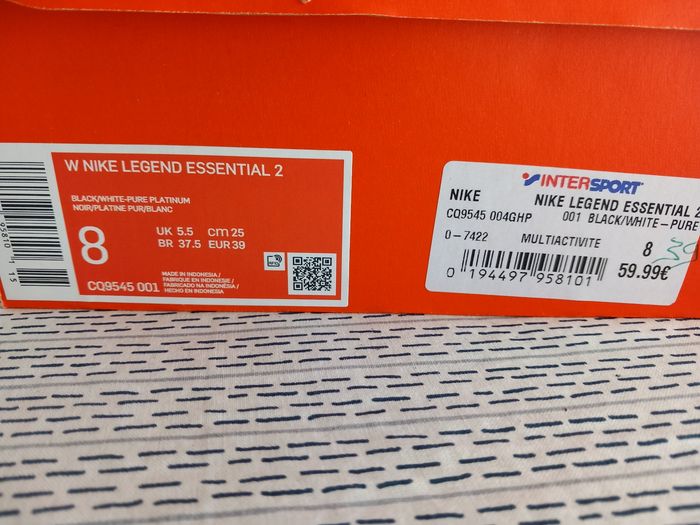 W NIKE LEGEND ESSENTIAL 2
BLACK/WHITE-PURE PLATINUM
NOIR/PLATINE PUR/BLANC
8
UK 5.5 cm 25
BR 37.5 EUR 39
MADE IN INDONESIA/
FABRIQUE EN INDONESIE/
FABRICADO NA INDONÉSIA/
HECHO EN INDONESIA
CQ9545 001
15
INTERSPORT
NIKE NIKE LEGEND ESSENTIAL 2
CQ9545 004GHP 001 BLACK/WHITE-PURE
0-7422 MULTIACTIVITE 8
59.99€
0 194497 958101